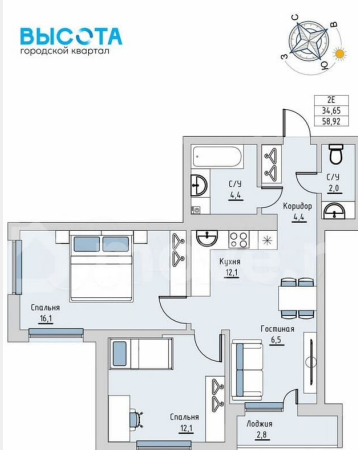 ВЫСОТА
городской квартал
С
В
З
Ю
2Е
34,65
58,92
С/У
4,4
С/У
2,0
Коридор
4,4
Кухня
12,1
Спальня
16,1
Гостиная
6,5
Спальня
12,1
Лоджия
2,8